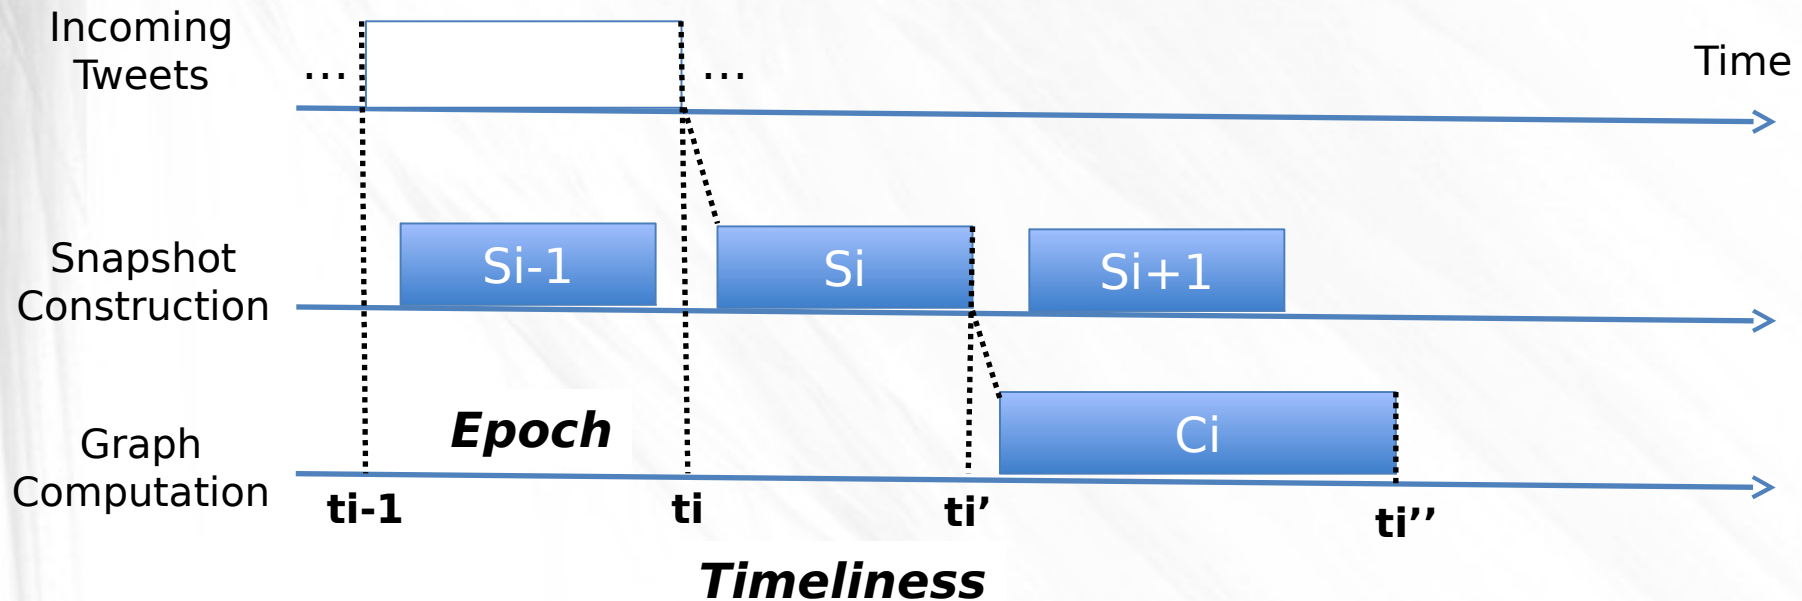 Incoming
Tweets
...
...
Time
Snapshot
Construction
Si-1
Si
Si+1
Graph
Computation
Epoch
Ci
ti-1
ti
ti’
ti’’
Timeliness